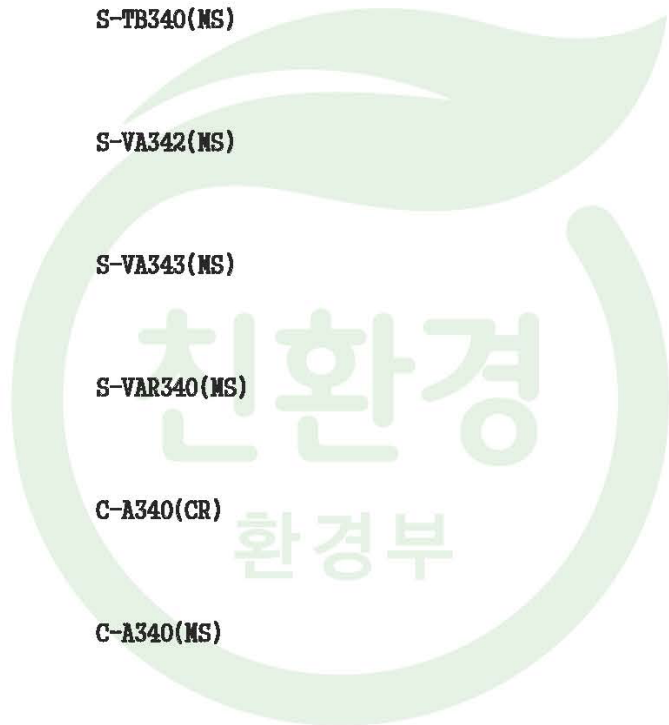 S-TB340(MS)
S-VA342(MS)
S-VA343(MS)
친환경
S-VAR340(MS)
C-A340(CR)
환경부
C-A340(MS)